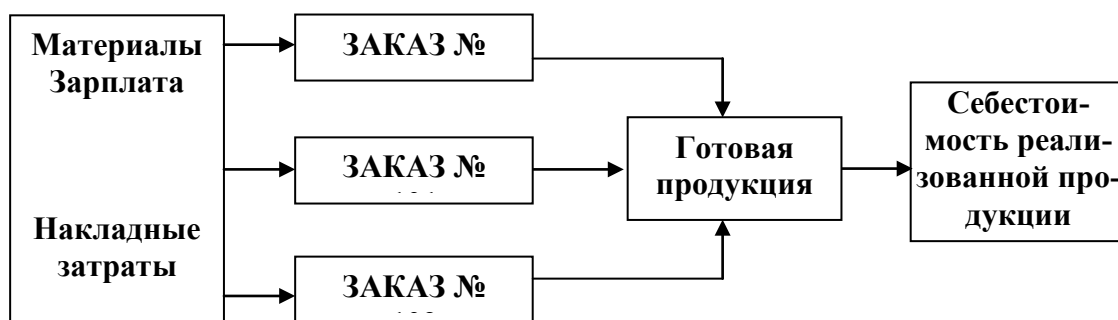 Материалы
Зарплата
Накладные
затраты
ЗАКАЗ №
ЗАКАЗ №
ЗАКАЗ №
Готовая
продукция
Себестои-
мость реали-
зованной про-
дукции